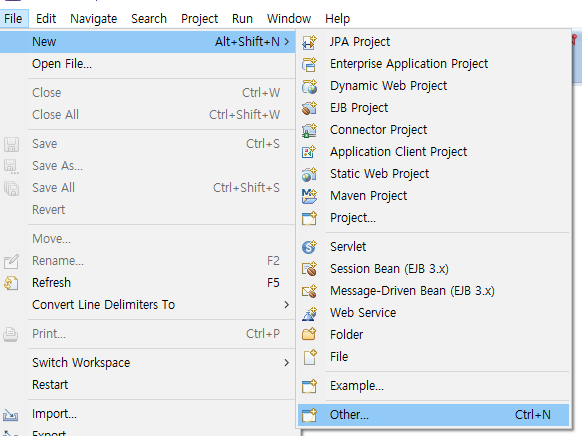 File Edit Navigate Search Project Run Window Help
New Alt+Shift+N
Open File...
Close Ctrl+W
Close All Ctrl+Shift+W
Save Ctrl+S
Save As...
Save All Ctrl+Shift+S
Revert
Move...
Rename... F2
Refresh F5
Convert Line Delimiters To
Print... Ctrl+P
Switch Workspace
Restart
Import...
Export
JPA Project
Enterprise Application Project
Dynamic Web Project
EJB Project
Connector Project
Application Client Project
Static Web Project
Maven Project
Project...
Servlet
Session Bean (EJB 3.x)
Message-Driven Bean (EJB 3.x)
Web Service
Folder
File
Example...
Other... Ctrl+N